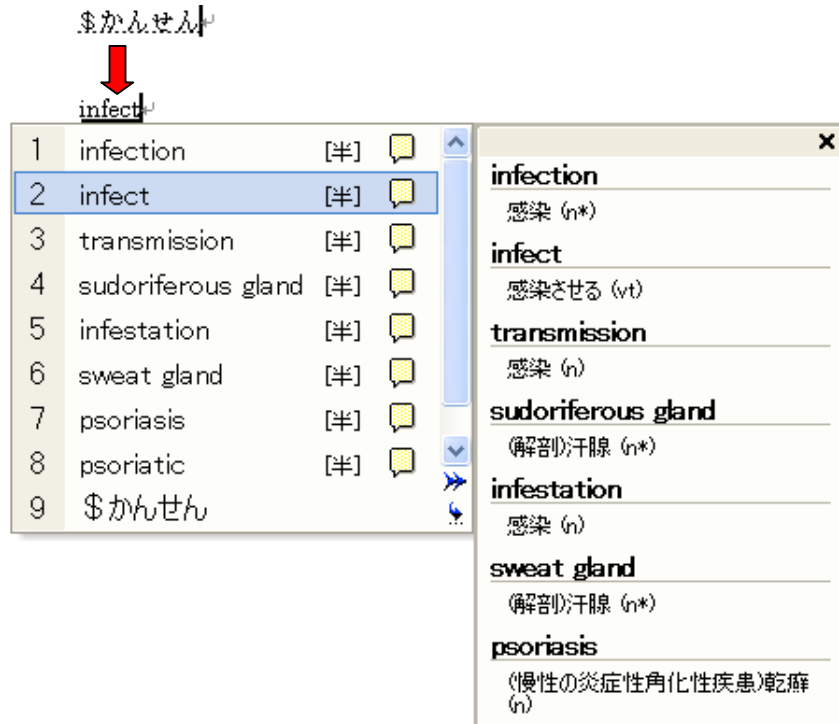 $かんせん
infect
1 infection [半]
2 infect [半]
3 transmission [半]
4 sudoriferous gland [半]
5 infestation [半]
6 sweat gland [半]
7 psoriasis [半]
8 psoriatic [半]
9 $かんせん
infection
感染 (n*)
infect
感染させる (vt)
transmission
感染 (n)
sudoriferous gland
(解剖)汗腺 (n*)
infestation
感染 (n)
sweat gland
(解剖)汗腺 (n*)
psoriasis
(慢性の炎症性角化性疾患)乾癬
(n)